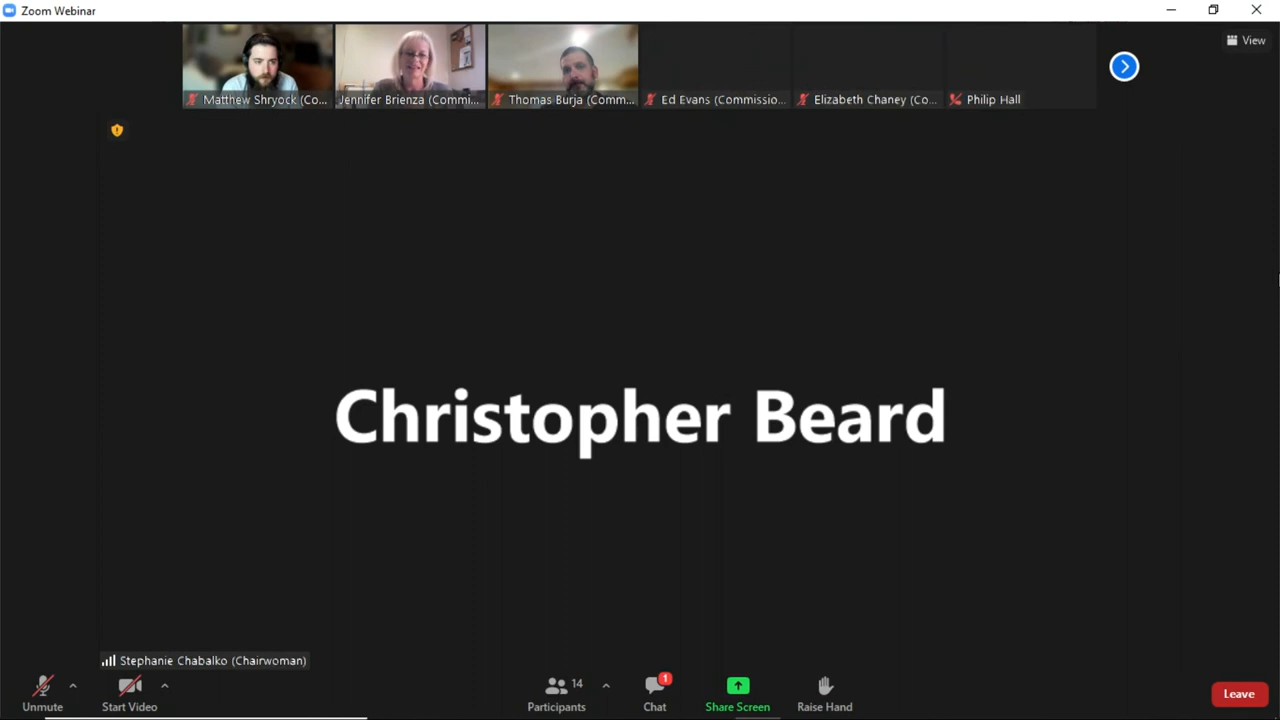 Zoom Webinar
View
Matthew Shryock (Co...
Jennifer Brienza (Commi...
Thomas Burja (Comm...
Ed Evans (Commissio...
Elizabeth Chaney (Co...
Philip Hall
Christopher Beard
Stephanie Chabalko (Chairwoman)
Unmute
Start Video
14
Participants
1
Chat
Share Screen
Raise Hand
Leave